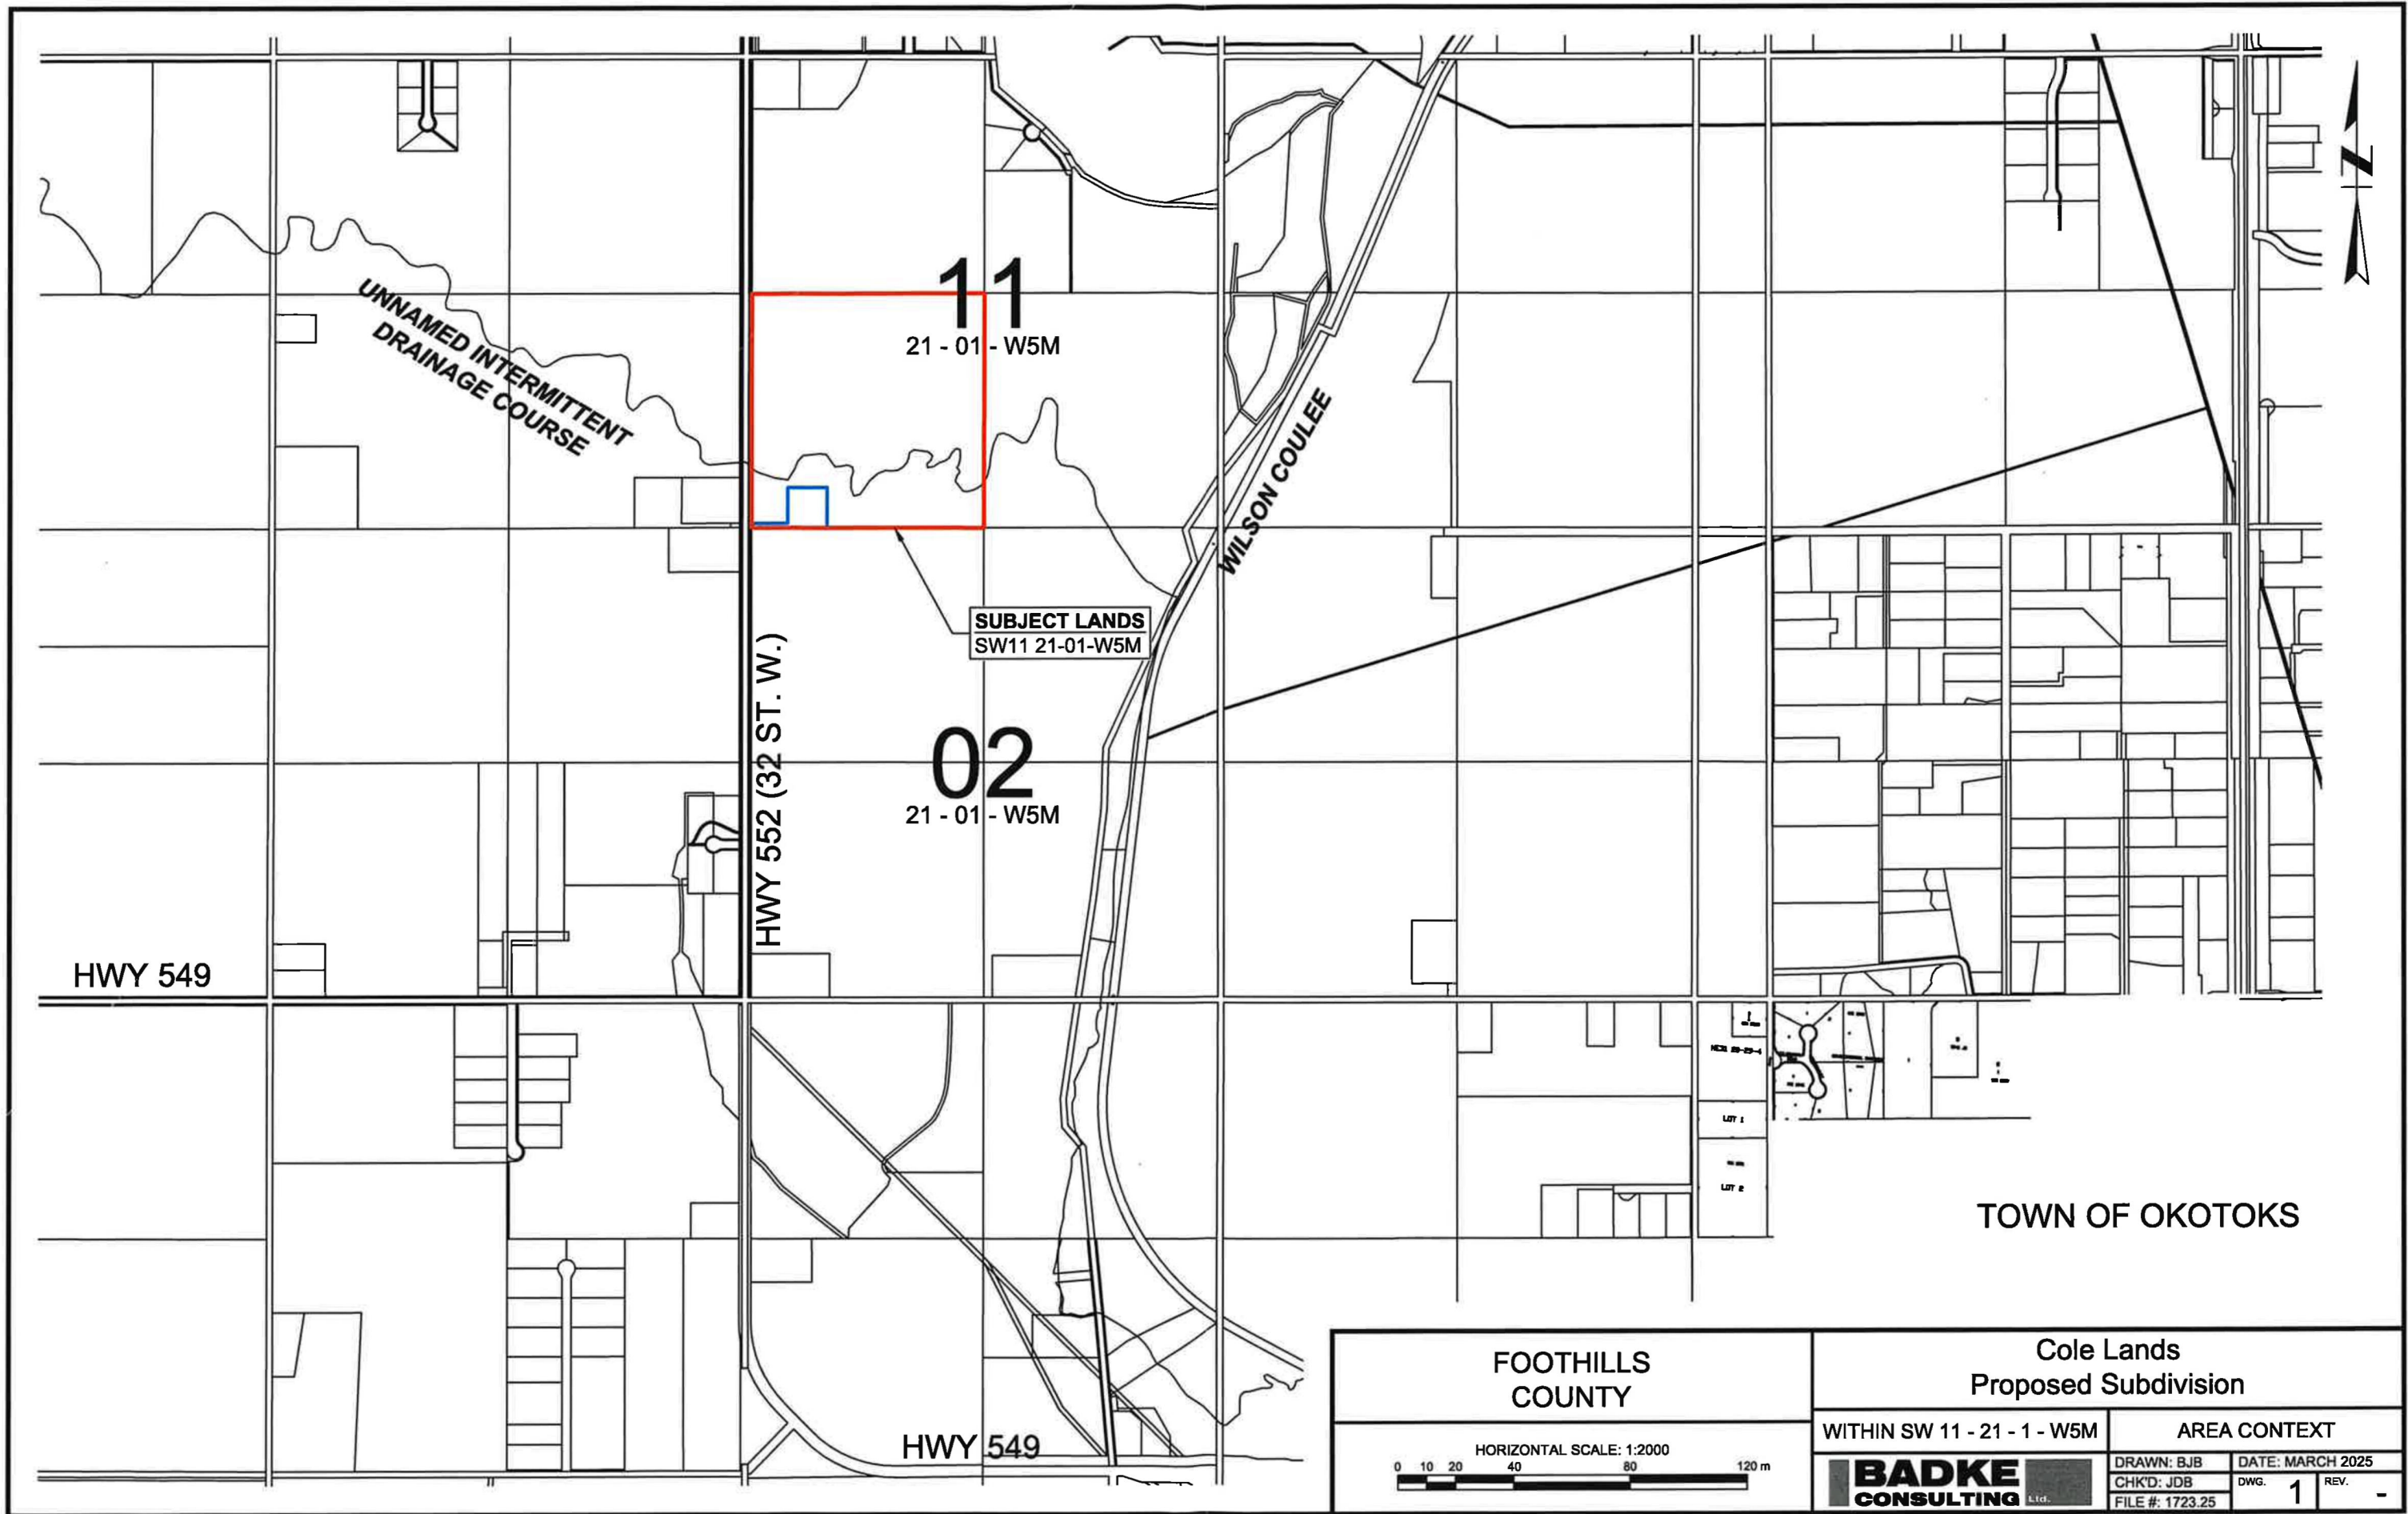 UNNAMED INTERMITTENT
DRAINAGE COURSE
11
21 - 01 - W5M
WILSON COULEE
SUBJECT LANDS
SW11 21-01-W5M
HWY 552 (32 ST. W.)
02
21 - 01 - W5M
HWY 549
LOT 1
LOT 2
TOWN OF OKOTOKS
HWY 549
N
FOOTHILLS
COUNTY
HORIZONTAL SCALE: 1:2000
0 10 20 40 80 120 m
Cole Lands
Proposed Subdivision
WITHIN SW 11 - 21 - 1 - W5M
AREA CONTEXT
BADKE
CONSULTING Ltd.
DRAWN: BJB
DATE: MARCH 2025
CHK'D: JDB
DWG. 1
REV. -
FILE #: 1723.25